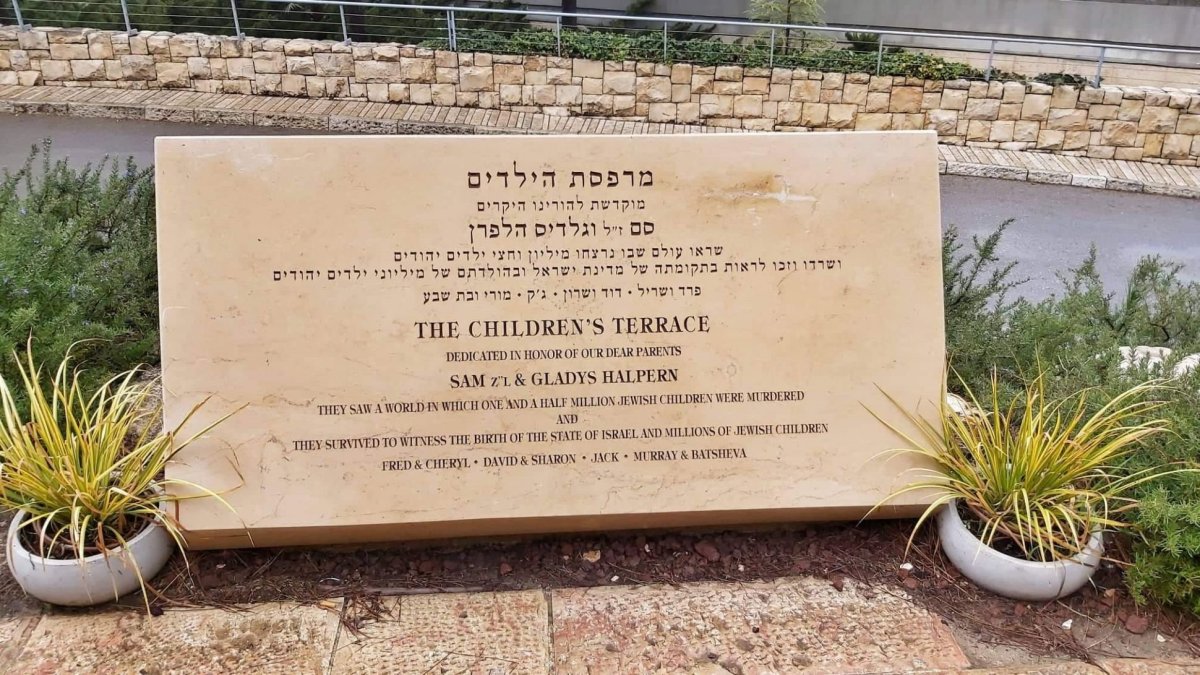 מרפסת הילדים
מוקדשת להורינו היקרים
סם ז"ל וגלדיס הלפרן
שראו עולם שבו נרצחו מיליון וחצי ילדים יהודים
ושרדו וזכו לראות בתקומתה של מדינת ישראל ובהולדתם של מיליוני ילדים יהודים
פרד ושריל • דוד ושרון • ג'ק • מורי ובת שבע
THE CHILDREN'S TERRACE
DEDICATED IN HONOR OF OUR DEAR PARENTS
SAM Z"L & GLADYS HALPERN
THEY SAW A WORLD IN WHICH ONE AND A HALF MILLION JEWISH CHILDREN WERE MURDERED
AND
THEY SURVIVED TO WITNESS THE BIRTH OF THE STATE OF ISRAEL AND MILLIONS OF JEWISH CHILDREN
FRED & CHERYL • DAVID & SHARON • JACK • MURRAY & BATSHEVA